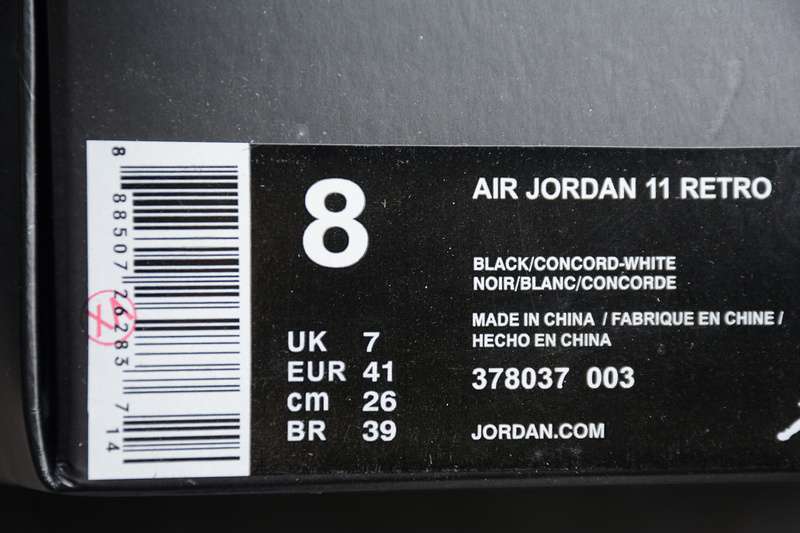 8 88507 26283 7 14
8
AIR JORDAN 11 RETRO
BLACK/CONCORD-WHITE
NOIR/BLANC/CONCORDE
MADE IN CHINA / FABRIQUE EN CHINE /
HECHO EN CHINA
UK 7
EUR 41
cm 26
BR 39
378037 003
JORDAN.COM